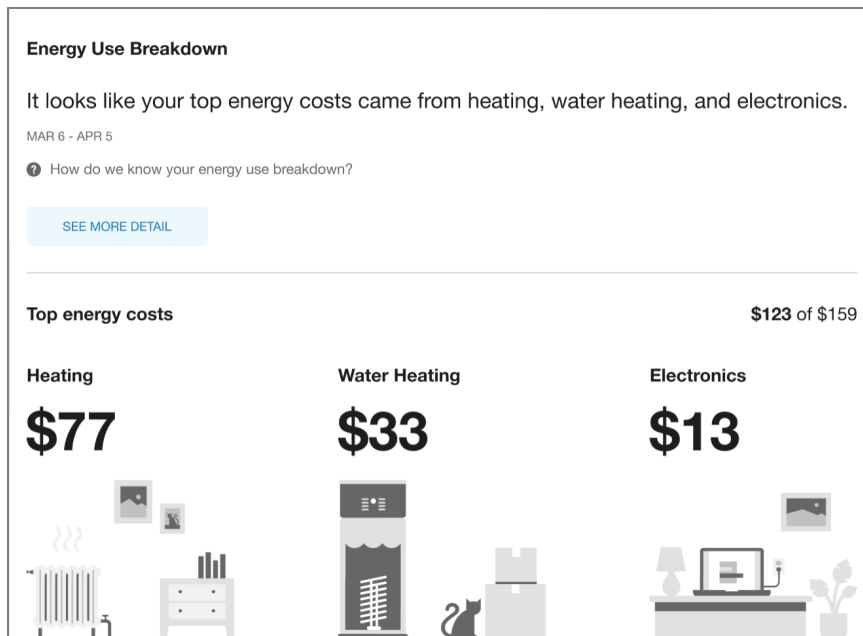 Energy Use Breakdown
It looks like your top energy costs came from heating, water heating, and electronics.
MAR 6 - APR 5
? How do we know your energy use breakdown?
SEE MORE DETAIL
Top energy costs
$123 of $159
Heating
$77
Water Heating
$33
Electronics
$13